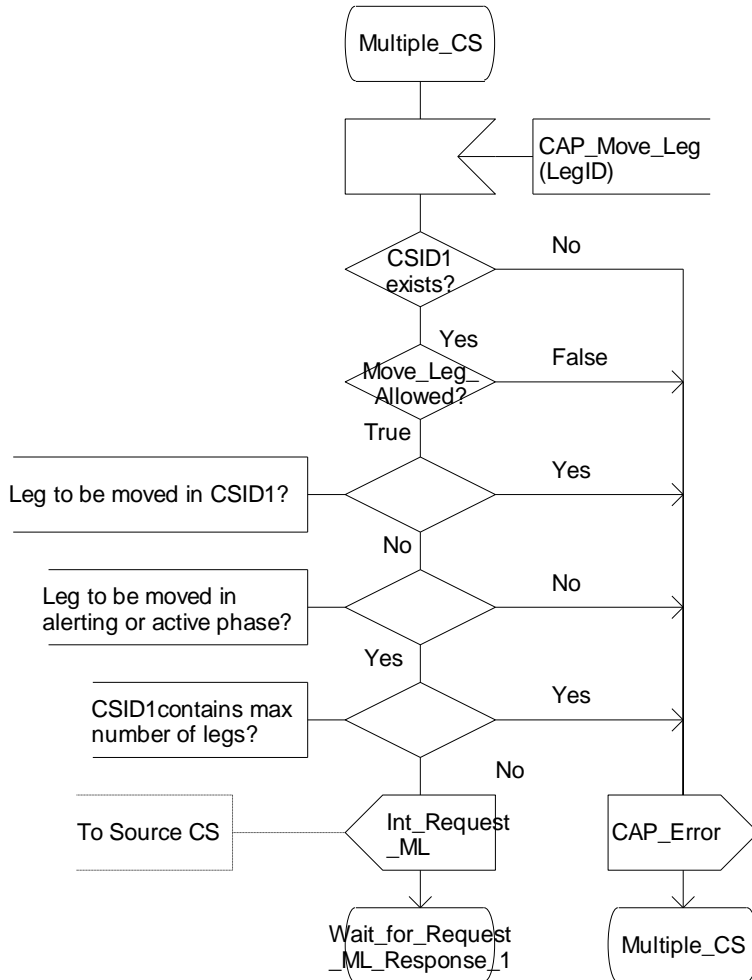 Multiple_CS
CAP_Move_Leg
(LegID)
CSID1
exists?
No
Yes
Move_Leg_
Allowed?
False
True
Leg to be moved in CSID1?
Yes
No
Leg to be moved in
alerting or active phase?
No
Yes
CSID1contains max
number of legs?
Yes
No
To Source CS
Int_Request
_ML
CAP_Error
Wait_for_Request
_ML_Response_1
Multiple_CS